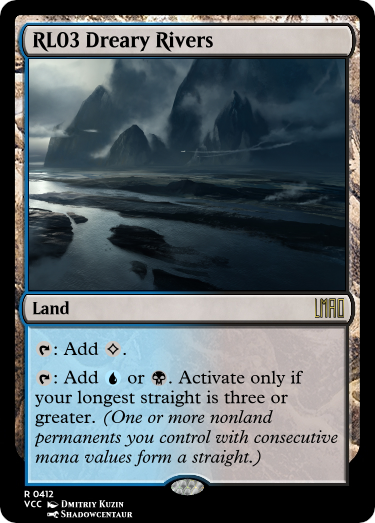 RL03 Dreary Rivers
Land
LMAC
: Add .
: Add or . Activate only if
your longest straight is three or
greater. (One or more nonland
permanents you control with consecutive
mana values form a straight.)
R 0412
VCC Dmitriy Kuzin
Shadowcentaur